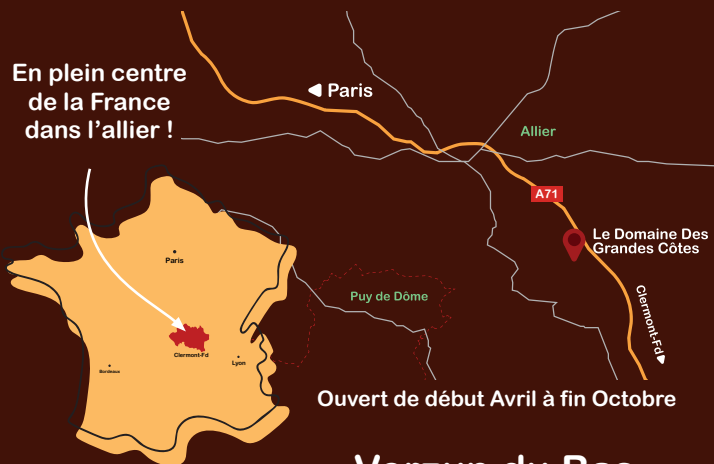 En plein centre
de la France
dans l'allier !
Paris
Allier
A71
Le Domaine Des
Grandes Côtes
Clermont-Fd
Puy de Dôme
Paris
Clermont-Fd
Lyon
Bordeaux
Ouvert de début Avril à fin Octobre